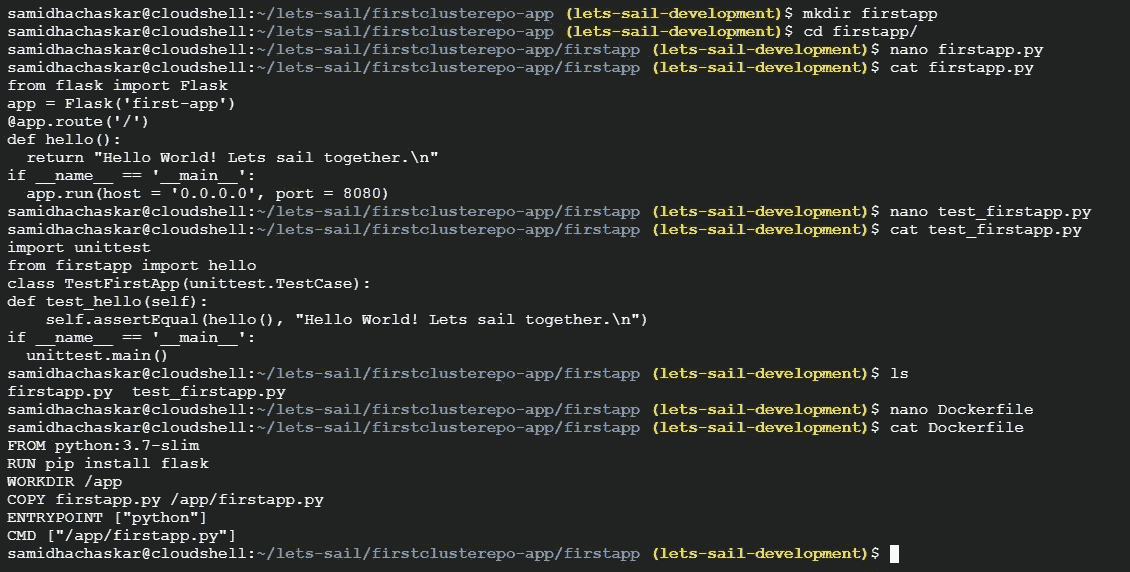 samidhachaskar@cloudshell:~/lets-sail/firstclusterepo-app (lets-sail-development)$ mkdir firstapp
samidhachaskar@cloudshell:~/lets-sail/firstclusterepo-app (lets-sail-development)$ cd firstapp/
samidhachaskar@cloudshell:~/lets-sail/firstclusterepo-app/firstapp (lets-sail-development)$ nano firstapp.py
samidhachaskar@cloudshell:~/lets-sail/firstclusterepo-app/firstapp (lets-sail-development)$ cat firstapp.py
from flask import Flask
app = Flask('first-app')
@app.route('/')
def hello():
  return "Hello World! Lets sail together.\n"
if __name__ == '__main__':
  app.run(host = '0.0.0.0', port = 8080)
samidhachaskar@cloudshell:~/lets-sail/firstclusterepo-app/firstapp (lets-sail-development)$ nano test_firstapp.py
samidhachaskar@cloudshell:~/lets-sail/firstclusterepo-app/firstapp (lets-sail-development)$ cat test_firstapp.py
import unittest
from firstapp import hello
class TestFirstApp(unittest.TestCase):
def test_hello(self):
    self.assertEqual(hello(), "Hello World! Lets sail together.\n")
if __name__ == '__main__':
  unittest.main()
samidhachaskar@cloudshell:~/lets-sail/firstclusterepo-app/firstapp (lets-sail-development)$ ls
firstapp.py  test_firstapp.py
samidhachaskar@cloudshell:~/lets-sail/firstclusterepo-app/firstapp (lets-sail-development)$ nano Dockerfile
samidhachaskar@cloudshell:~/lets-sail/firstclusterepo-app/firstapp (lets-sail-development)$ cat Dockerfile
FROM python:3.7-slim
RUN pip install flask
WORKDIR /app
COPY firstapp.py /app/firstapp.py
ENTRYPOINT ["python"]
CMD ["/app/firstapp.py"]
samidhachaskar@cloudshell:~/lets-sail/firstclusterepo-app/firstapp (lets-sail-development)$